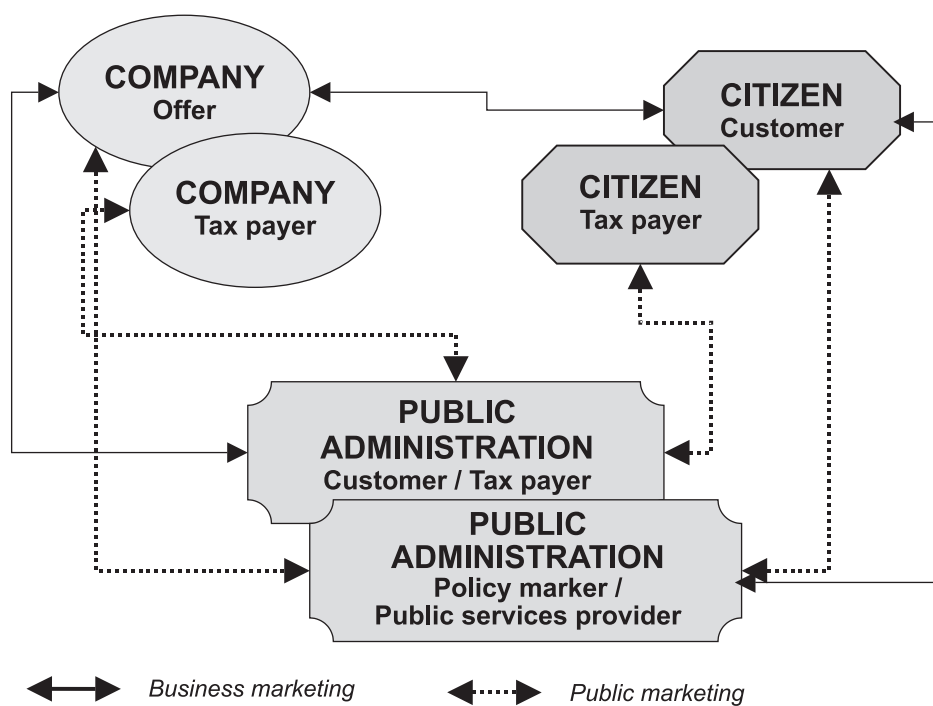 COMPANY
Offer
COMPANY
Tax payer
CITIZEN
Customer
CITIZEN
Tax payer
PUBLIC
ADMINISTRATION
Customer / Tax payer
PUBLIC
ADMINISTRATION
Policy marker /
Public services provider
Business marketing
Public marketing